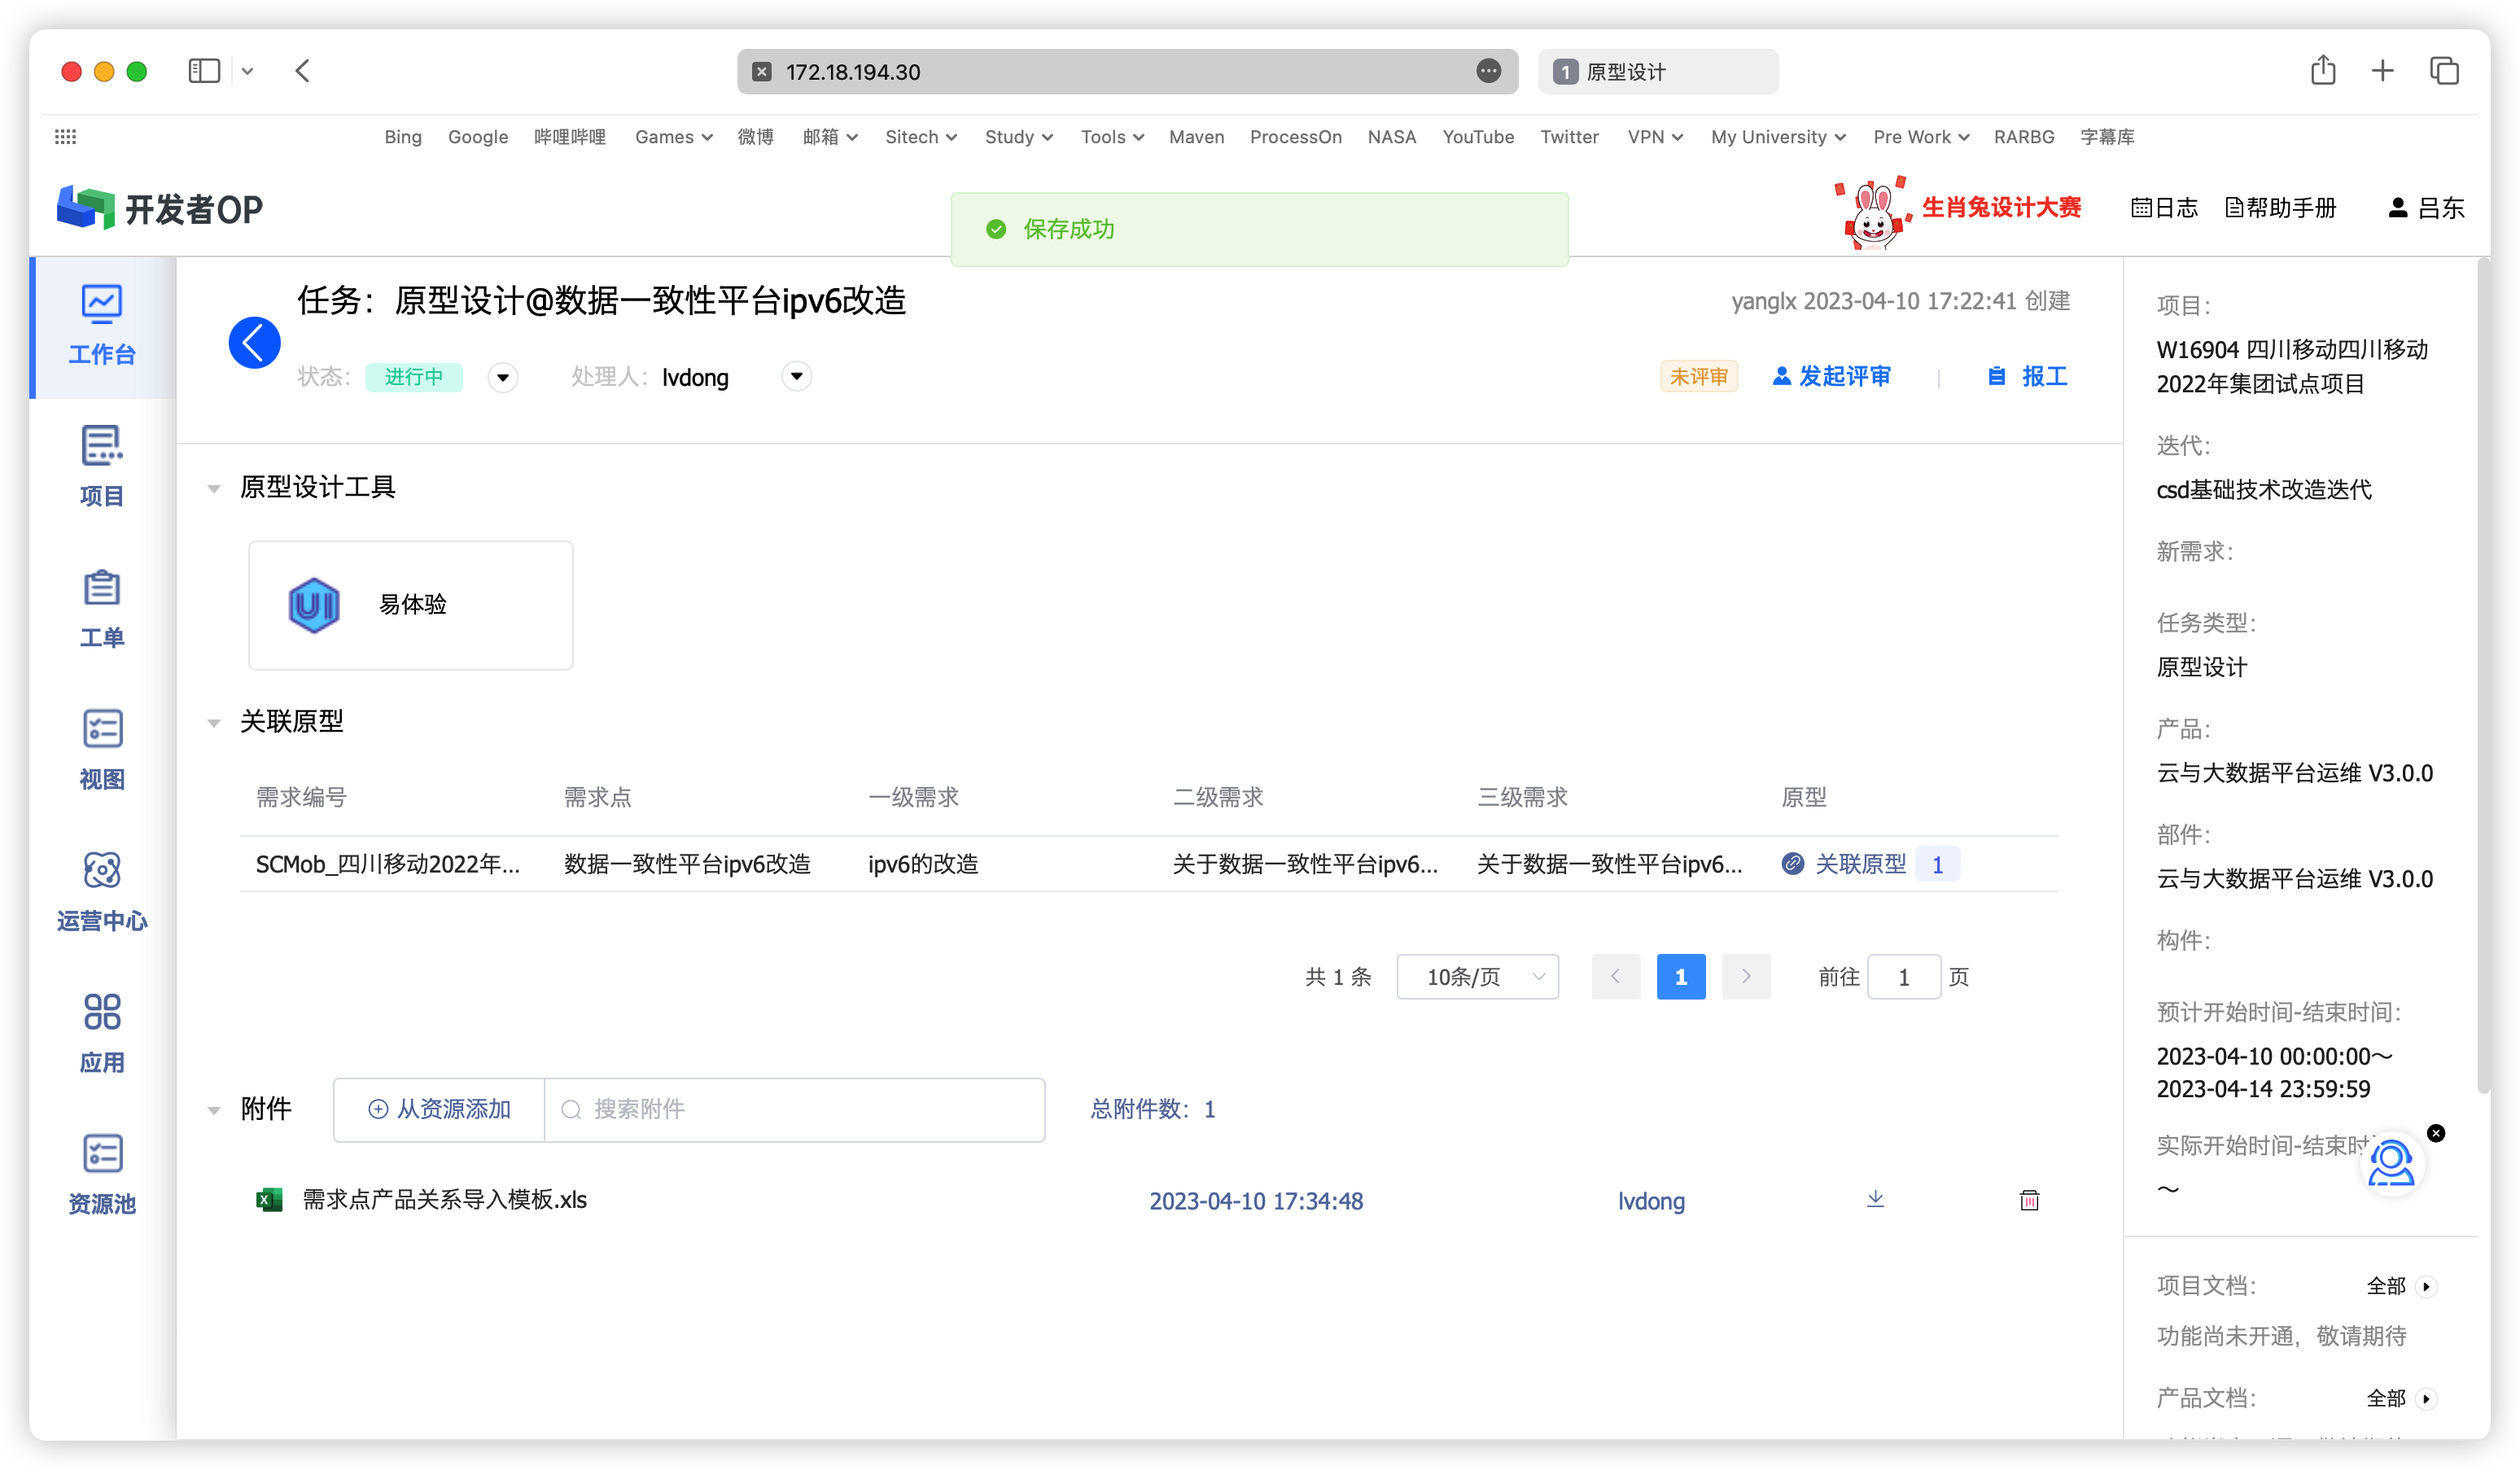 172.18.194.30
1 原型设计
Bing Google 哔哩哔哩 Games 微博 邮箱 Sitech Study Tools Maven ProcessOn NASA YouTube Twitter VPN My University Pre Work RARBG 字幕库
开发者OP
保存成功
生肖兔设计大赛
日志
帮助手册
吕东
工作台
项目
工单
视图
运营中心
应用
资源池
任务：原型设计@数据一致性平台ipv6改造
yanglx 2023-04-10 17:22:41 创建
状态： 进行中 处理人： lvdong
未评审 发起评审 报工
原型设计工具
UI 易体验
关联原型
需求编号 需求点 一级需求 二级需求 三级需求 原型
SCMob_四川移动2022年... 数据一致性平台ipv6改造 ipv6的改造 关于数据一致性平台ipv6... 关于数据一致性平台ipv6... 关联原型 1
共 1 条 10条/页 1 前往 1 页
附件 从资源添加 搜索附件 总附件数： 1
需求点产品关系导入模板.xls 2023-04-10 17:34:48 lvdong
项目：
W16904 四川移动四川移动
2022年集团试点项目
迭代：
csd基础技术改造迭代
新需求：
任务类型：
原型设计
产品：
云与大数据平台运维 V3.0.0
部件：
云与大数据平台运维 V3.0.0
构件：
预计开始时间-结束时间：
2023-04-10 00:00:00～
2023-04-14 23:59:59
实际开始时间-结束时
～
项目文档： 全部
功能尚未开通，敬请期待
产品文档： 全部